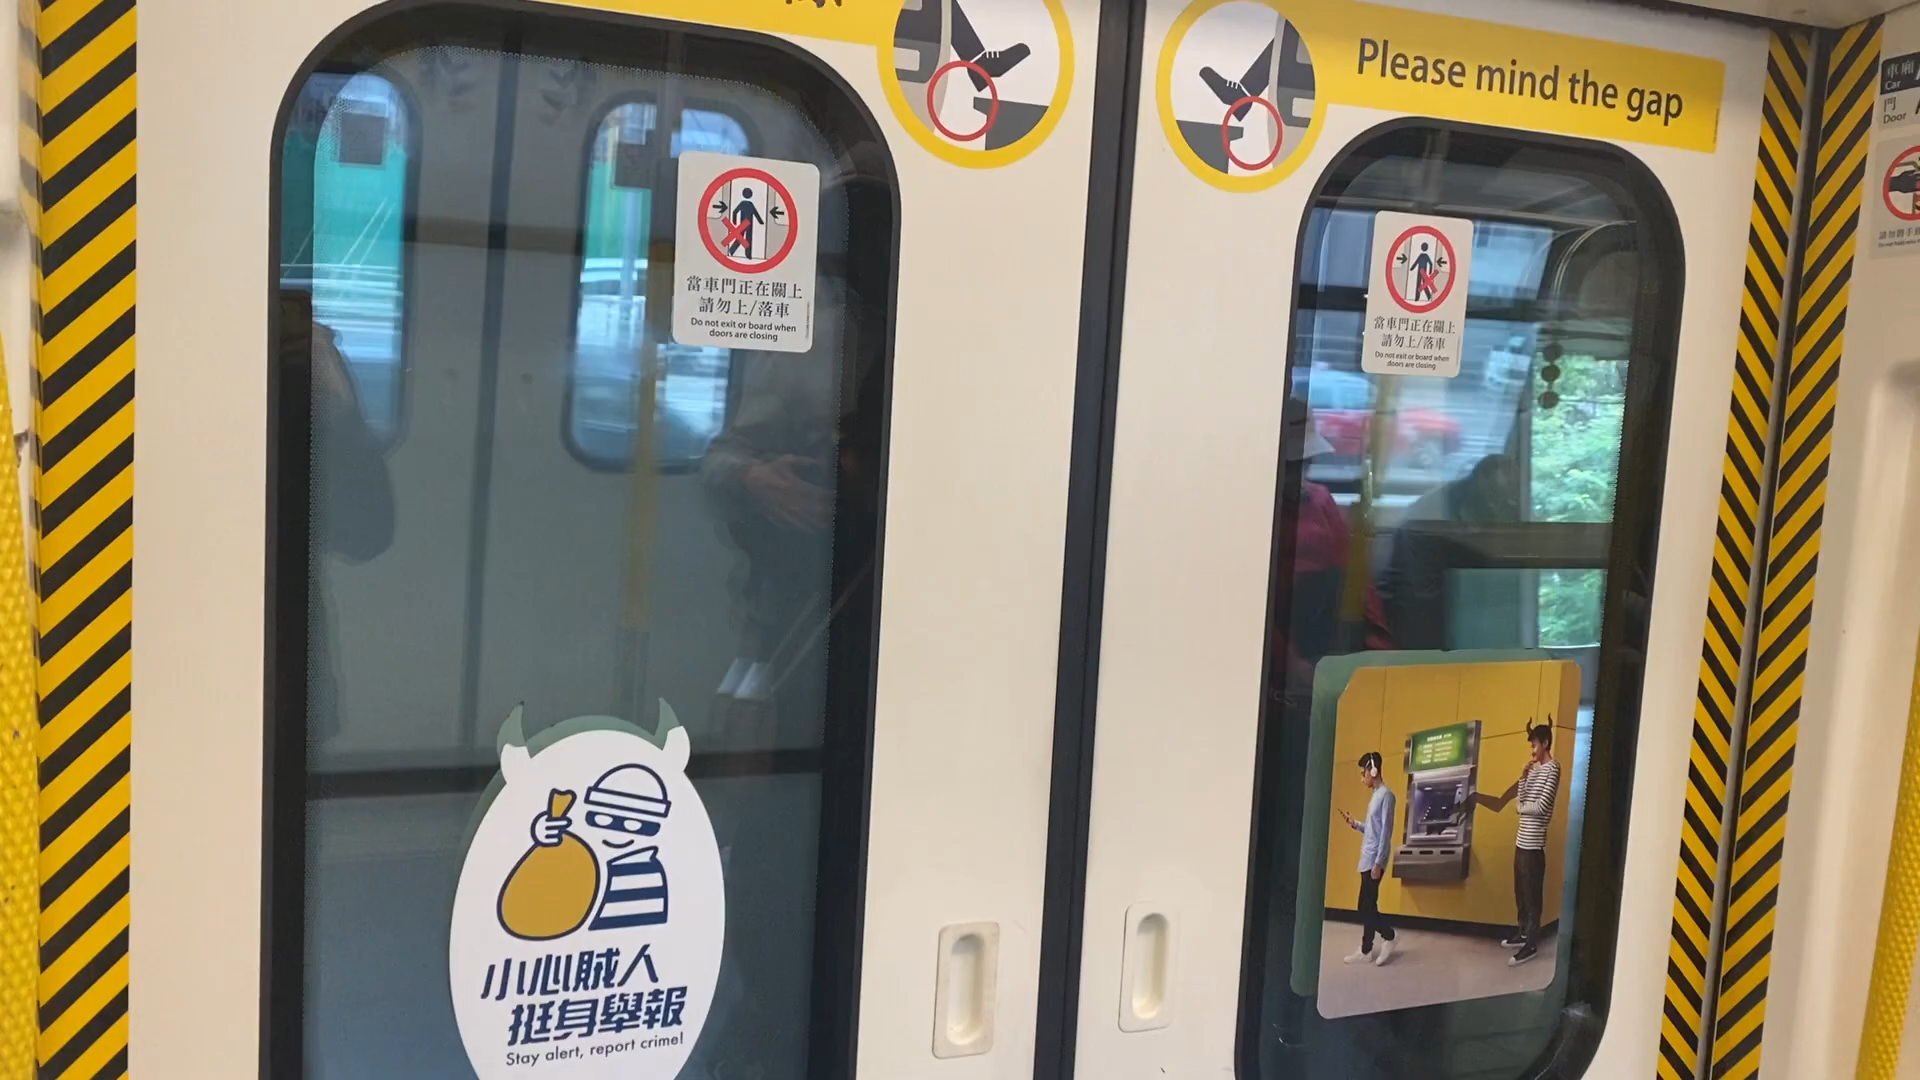 Please mind the gap
當車門正在關上
請勿上/落車
Do not exit or board when
doors are closing
當車門正在關上
請勿上/落車
Do not exit or board when
doors are closing
小心賊人
挺身舉報
Stay alert, report crime!
車廂
Car
門
Door